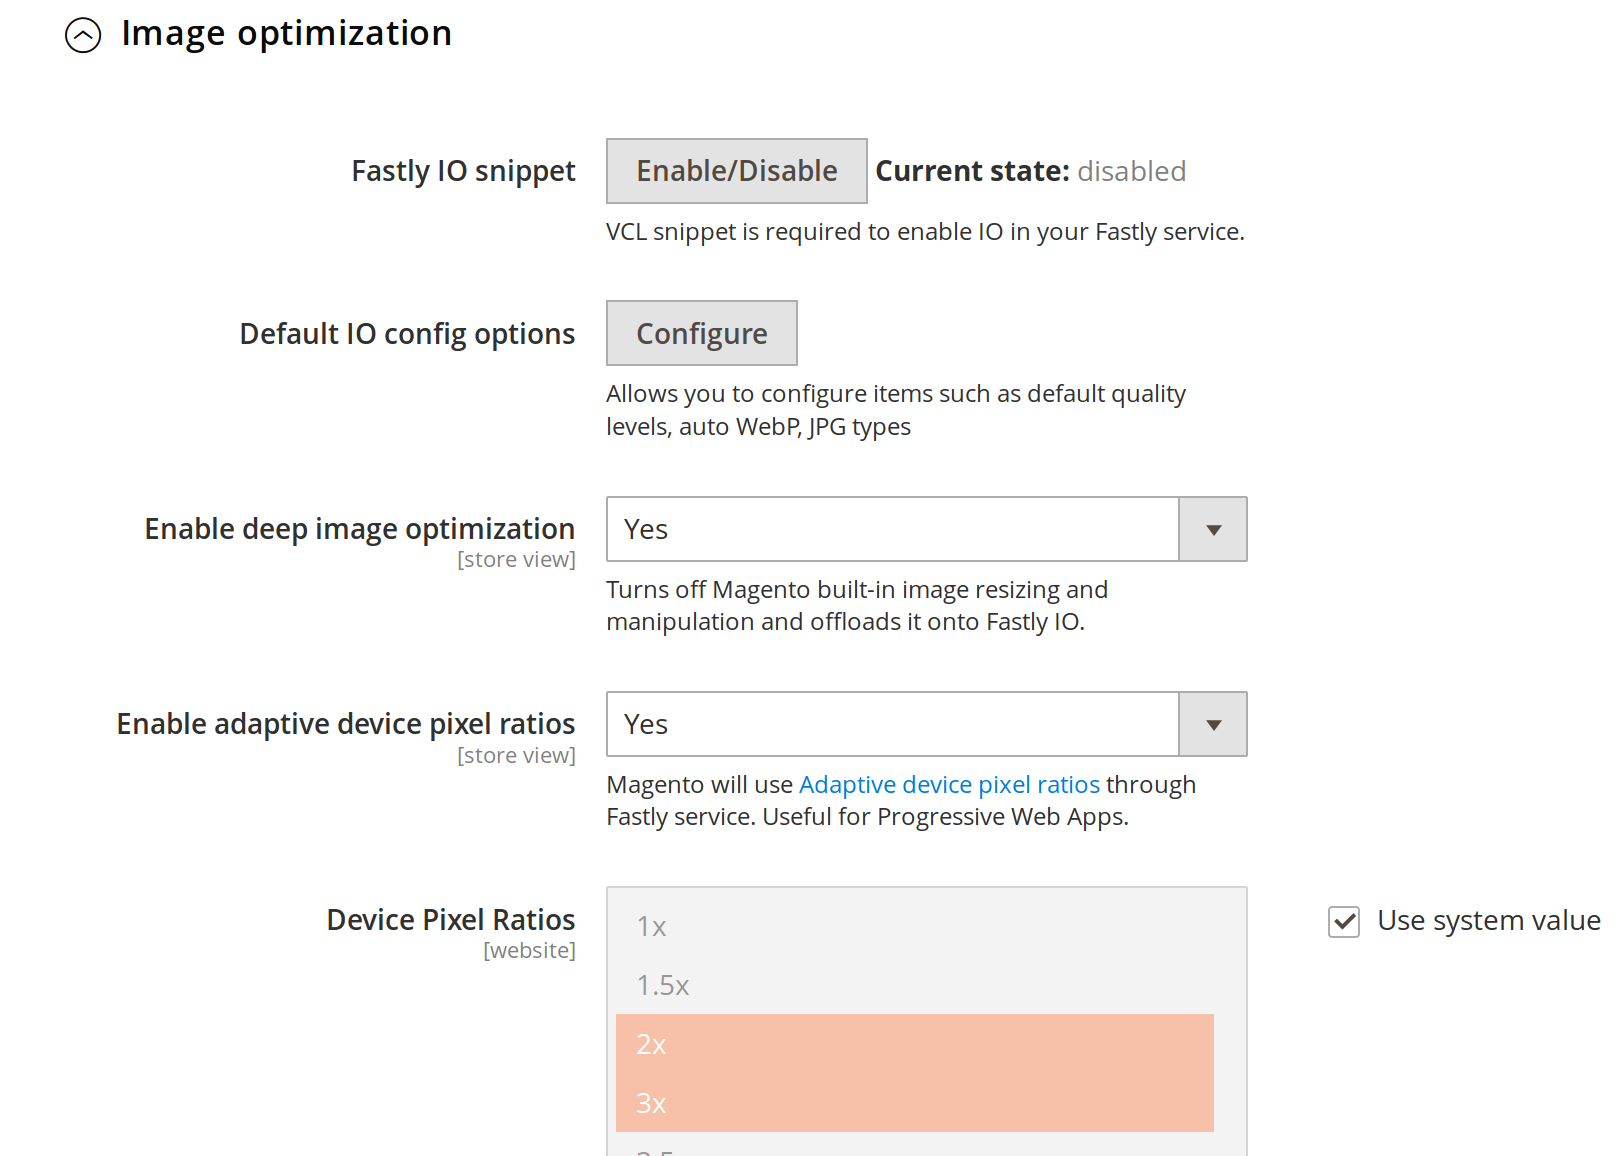 Image optimization
Fastly IO snippet
Enable/Disable
Current state: disabled
VCL snippet is required to enable IO in your Fastly service.
Default IO config options
Configure
Allows you to configure items such as default quality
levels, auto WebP, JPG types
Enable deep image optimization
[store view]
Yes
Turns off Magento built-in image resizing and
manipulation and offloads it onto Fastly IO.
Enable adaptive device pixel ratios
[store view]
Yes
Magento will use Adaptive device pixel ratios through
Fastly service. Useful for Progressive Web Apps.
Device Pixel Ratios
[website]
1x
1.5x
2x
3x
Use system value